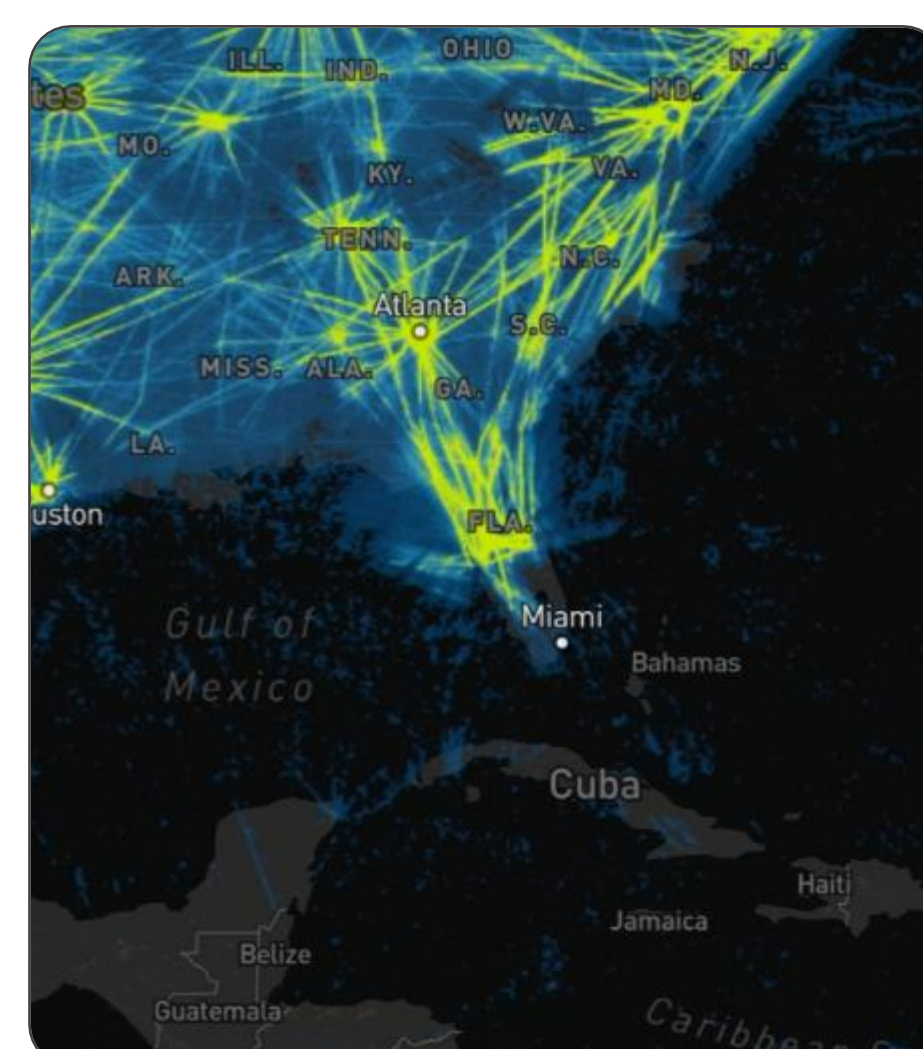 OHIO
ILL.
IND.
N.J.
tes
MD.
W.VA.
MO.
KY.
VA.
TENN.
N.C.
ARK.
Atlanta
S.C.
MISS.
ALA.
GA.
LA.
uston
FLA.
Miami
Gulf of
Mexico
Bahamas
Cuba
Haiti
Jamaica
Belize
Guatemala
Caribbean S